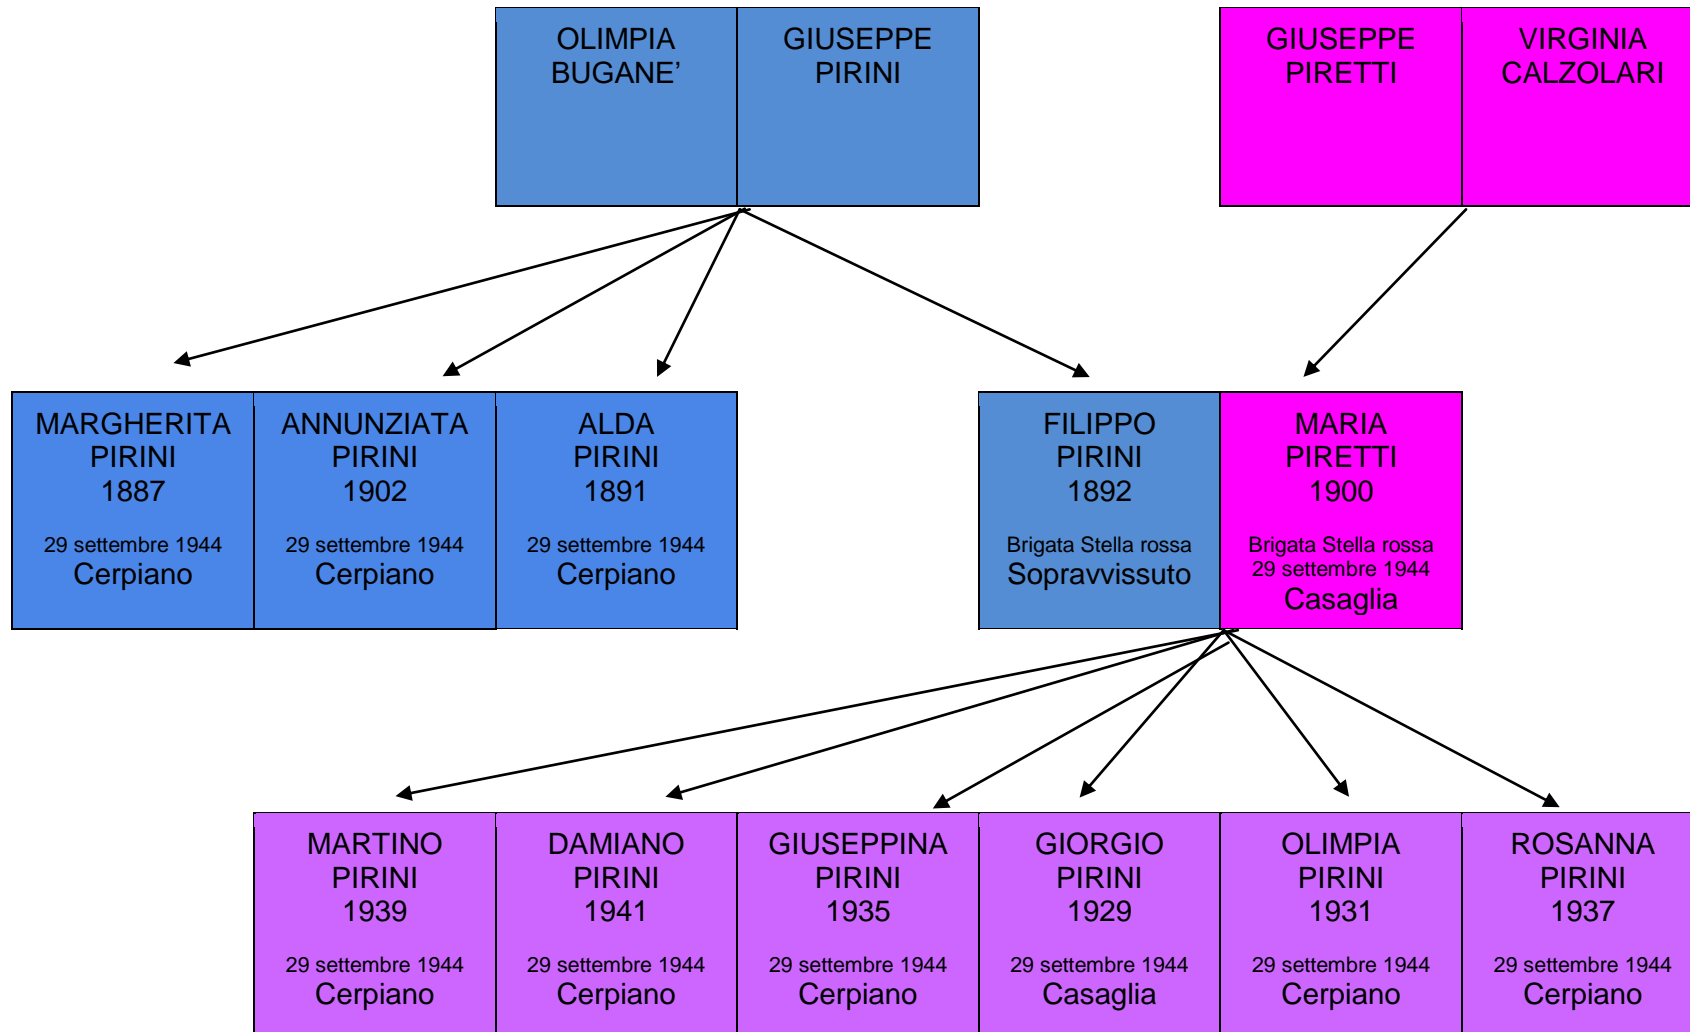 OLIMPIA
BUGANE’
GIUSEPPE
PIRINI
GIUSEPPE
PIRETTI
VIRGINIA
CALZOLARI
MARGHERITA
PIRINI
1887
29 settembre 1944
Cerpiano
ANNUNZIATA
PIRINI
1902
29 settembre 1944
Cerpiano
ALDA
PIRINI
1891
29 settembre 1944
Cerpiano
FILIPPO
PIRINI
1892
Brigata Stella rossa
Sopravvissuto
MARIA
PIRETTI
1900
Brigata Stella rossa
29 settembre 1944
Casaglia
MARTINO
PIRINI
1939
29 settembre 1944
Cerpiano
DAMIANO
PIRINI
1941
29 settembre 1944
Cerpiano
GIUSEPPINA
PIRINI
1935
29 settembre 1944
Cerpiano
GIORGIO
PIRINI
1929
29 settembre 1944
Casaglia
OLIMPIA
PIRINI
1931
29 settembre 1944
Cerpiano
ROSANNA
PIRINI
1937
29 settembre 1944
Cerpiano